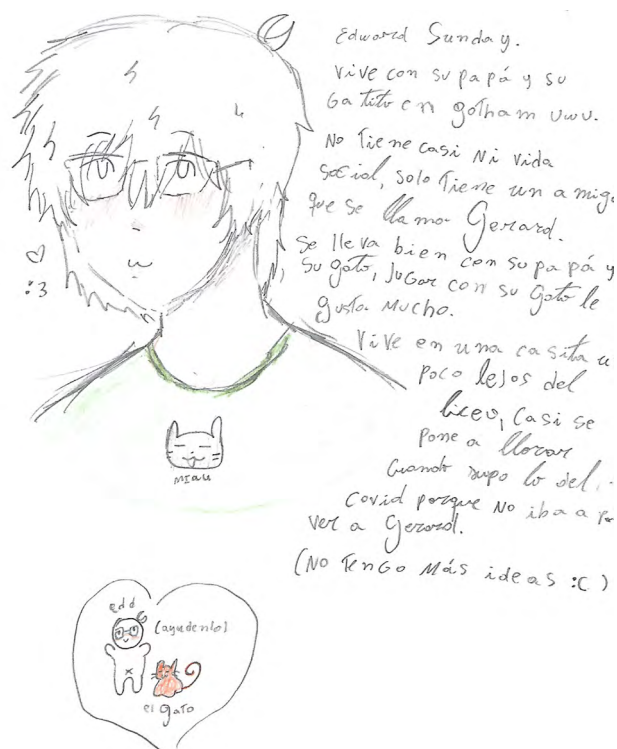 Edward Sunday.
Vive con su papá y su
Gatito en gotham uwu.
No Tiene casi Ni vida
social, solo Tiene un amig
que se llama Gerard.
Se lleva bien con su papá y
su gato, Jugar con su Gato le
gusta Mucho.
Vive en una casita u
poco lejos del
liceo, Casi se
pone a llorar
Cuando supo lo del
Covid porque No iba a Po
ver a Gerard.
(No TenGo Más ideas :C )
:3
MIau
edd
(ayudenlo)
el gato